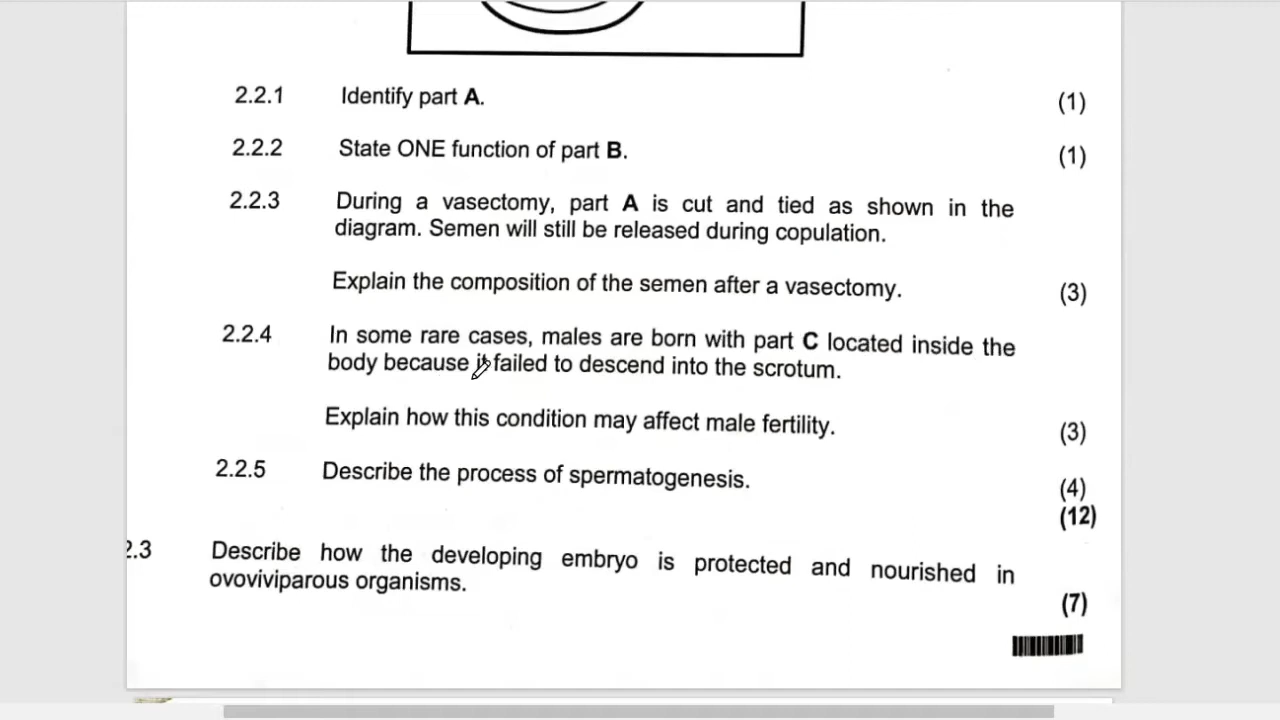 2.2.1 Identify part A. (1)
2.2.2 State ONE function of part B. (1)
2.2.3 During a vasectomy, part A is cut and tied as shown in the
diagram. Semen will still be released during copulation.
Explain the composition of the semen after a vasectomy. (3)
2.2.4 In some rare cases, males are born with part C located inside the
body because it failed to descend into the scrotum.
Explain how this condition may affect male fertility. (3)
2.2.5 Describe the process of spermatogenesis. (4)
(12)
2.3 Describe how the developing embryo is protected and nourished in
ovoviviparous organisms. (7)